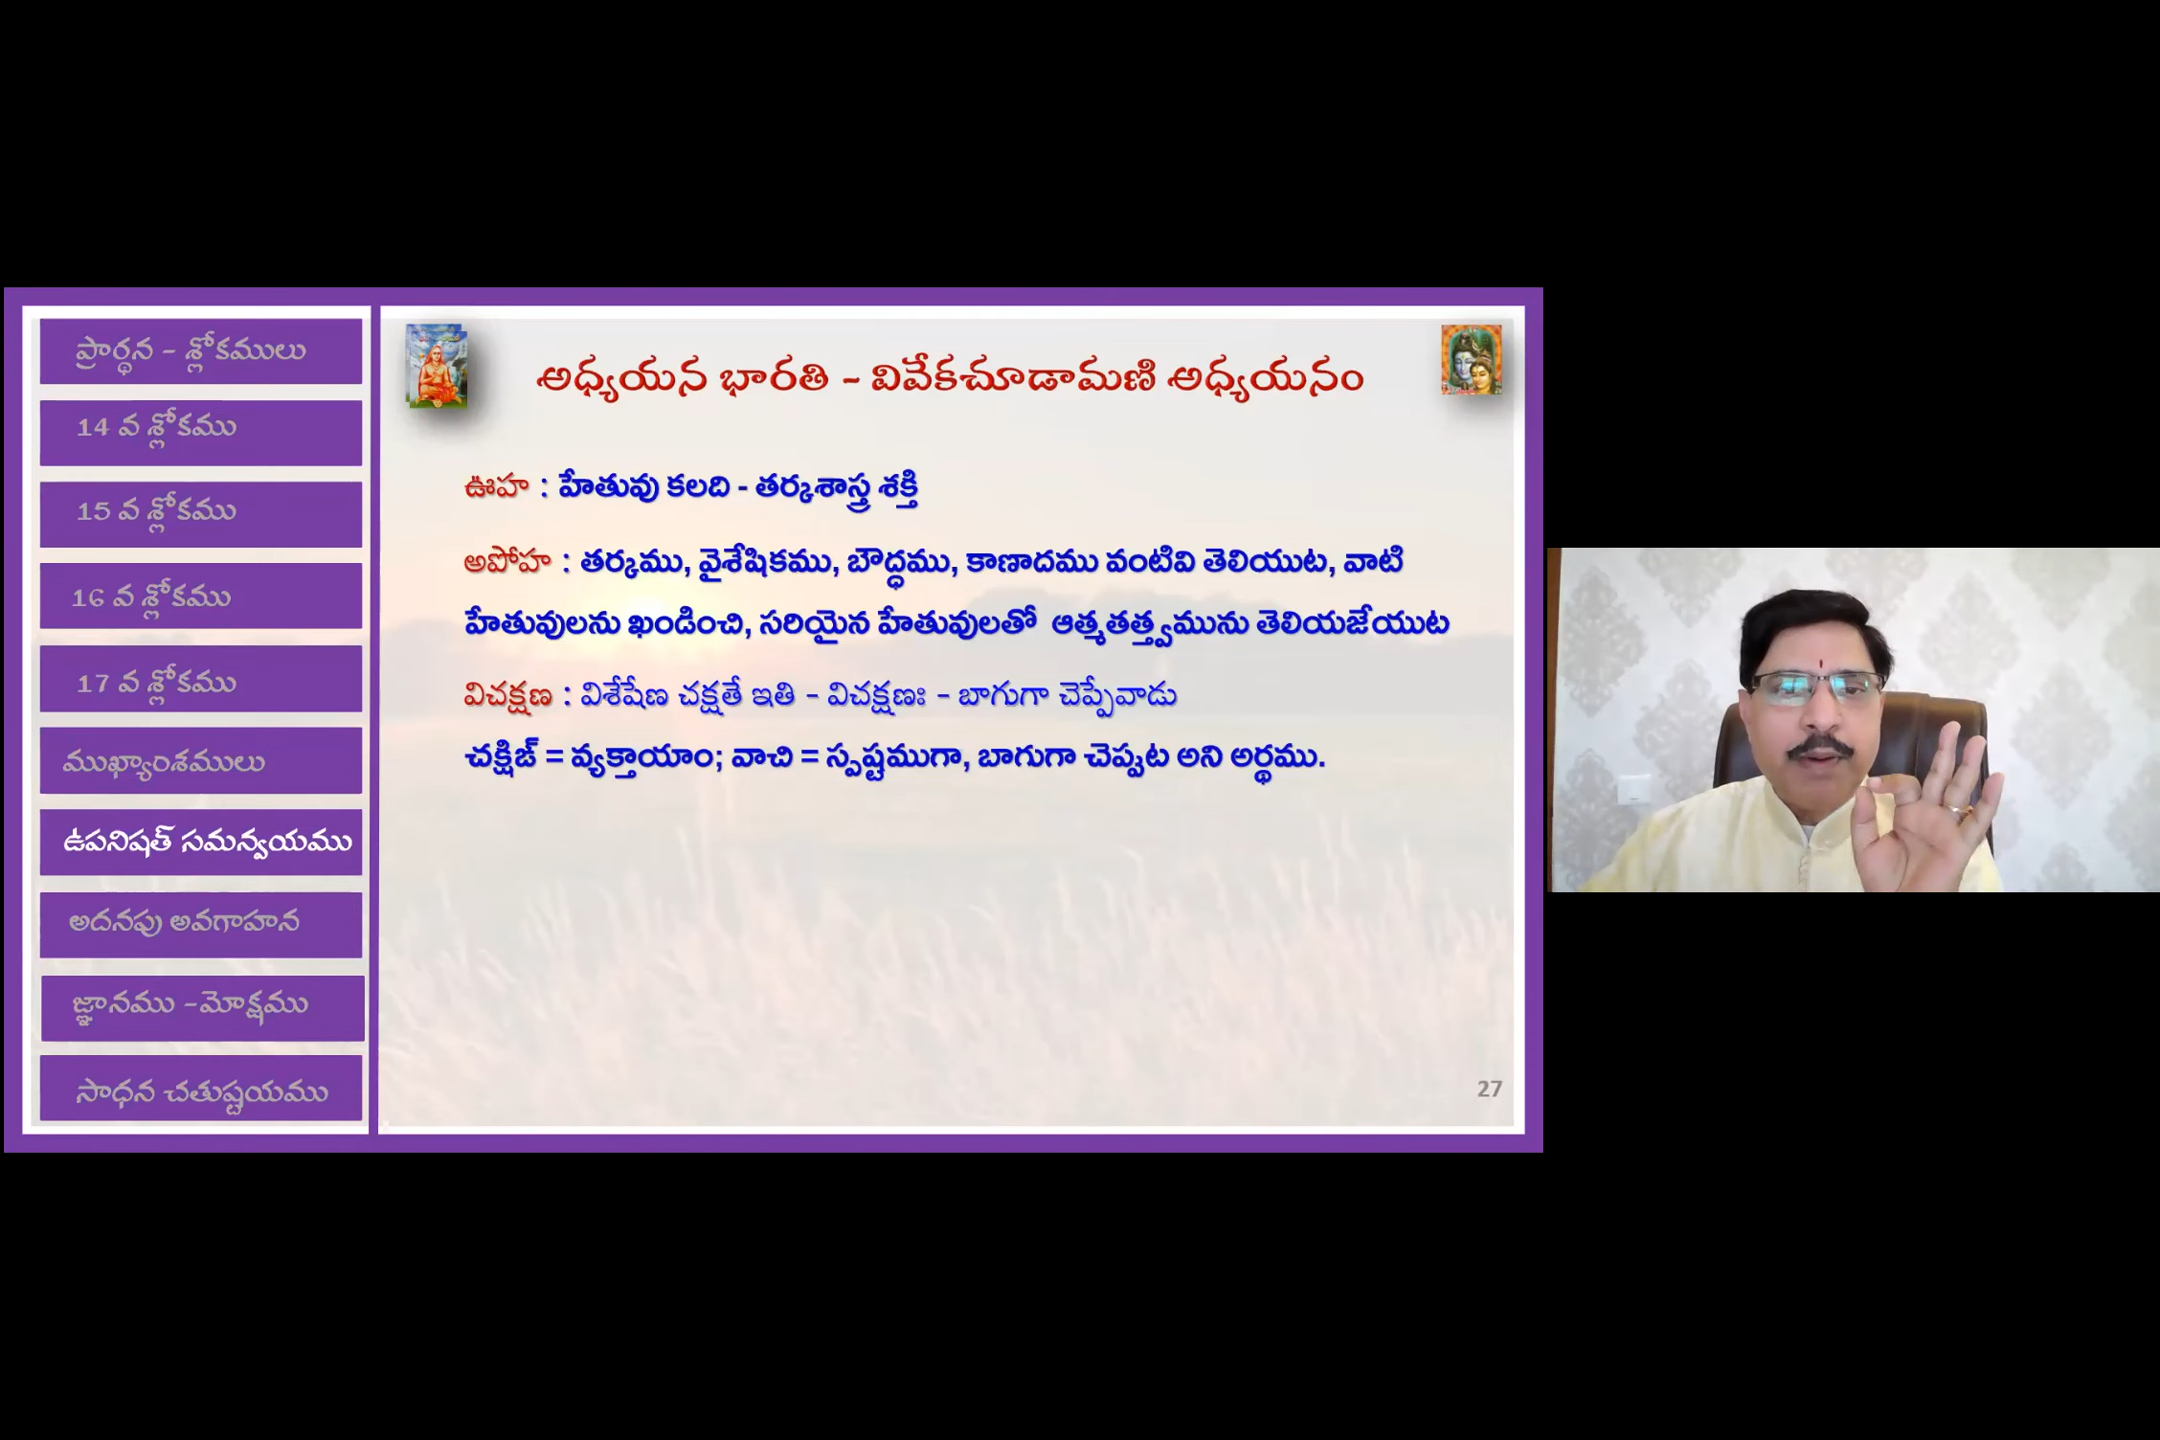 ప్రార్థన - శ్లోకములు
14 వ శ్లోకము
15 వ శ్లోకము
16 వ శ్లోకము
17 వ శ్లోకము
ముఖ్యాంశములు
ఉపనిషత్ సమన్వయము
అదనపు అవగాహన
జ్ఞానము -మోక్షము
సాధన చతుష్టయము
అధ్యయన భారతి - వివేకచూడామణి అధ్యయనం
ఊహ : హేతువు కలది - తర్కశాస్త్ర శక్తి
అపోహ : తర్కము, వైశేషికము, బౌద్ధము, కాణాదము వంటివి తెలియుట, వాటి
హేతువులను ఖండించి, సరియైన హేతువులతో ఆత్మతత్త్వమును తెలియజేయుట
విచక్షణ : విశేషేణ చక్షతే ఇతి - విచక్షణః - బాగుగా చెప్పేవాడు
చక్షిఙ్ = వ్యక్తాయాం; వాచి = స్పష్టముగా, బాగుగా చెప్పుట అని అర్థము.
27